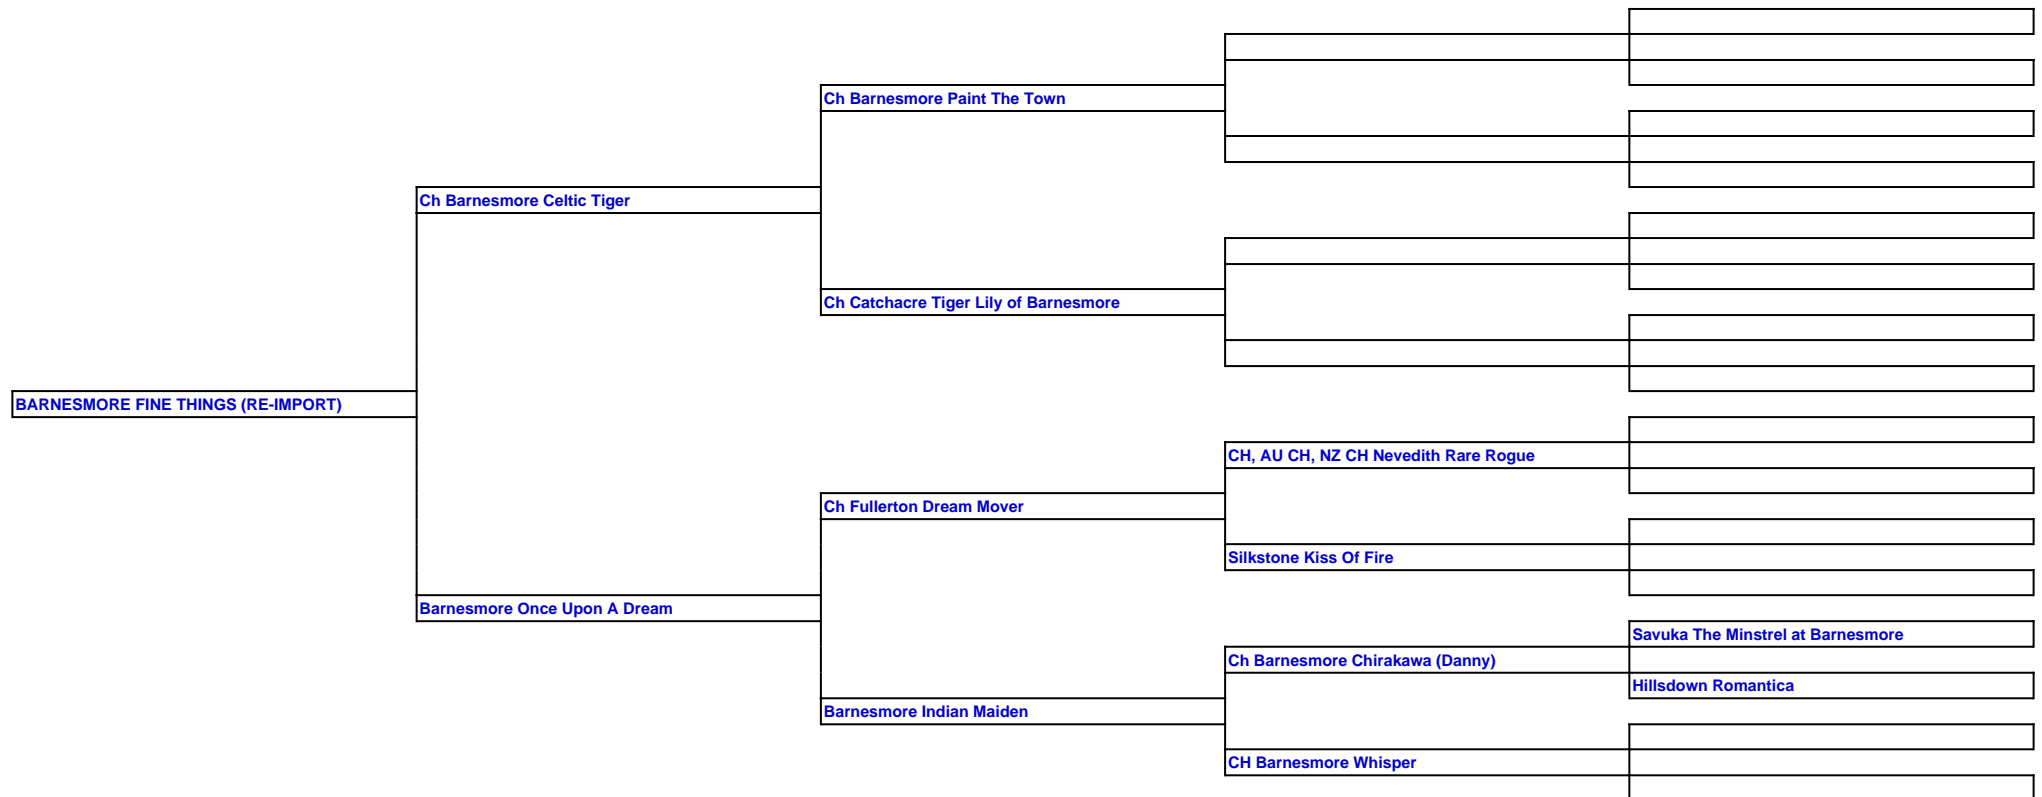 Ch Barnesmore Paint The Town
Ch Barnesmore Celtic Tiger
Ch Catchacre Tiger Lily of Barnesmore
BARNESMORE FINE THINGS (RE-IMPORT)
CH, AU CH, NZ CH Nevedith Rare Rogue
Ch Fullerton Dream Mover
Silkstone Kiss Of Fire
Barnesmore Once Upon A Dream
Savuka The Minstrel at Barnesmore
Ch Barnesmore Chirakawa (Danny)
Hillsdown Romantica
Barnesmore Indian Maiden
CH Barnesmore Whisper